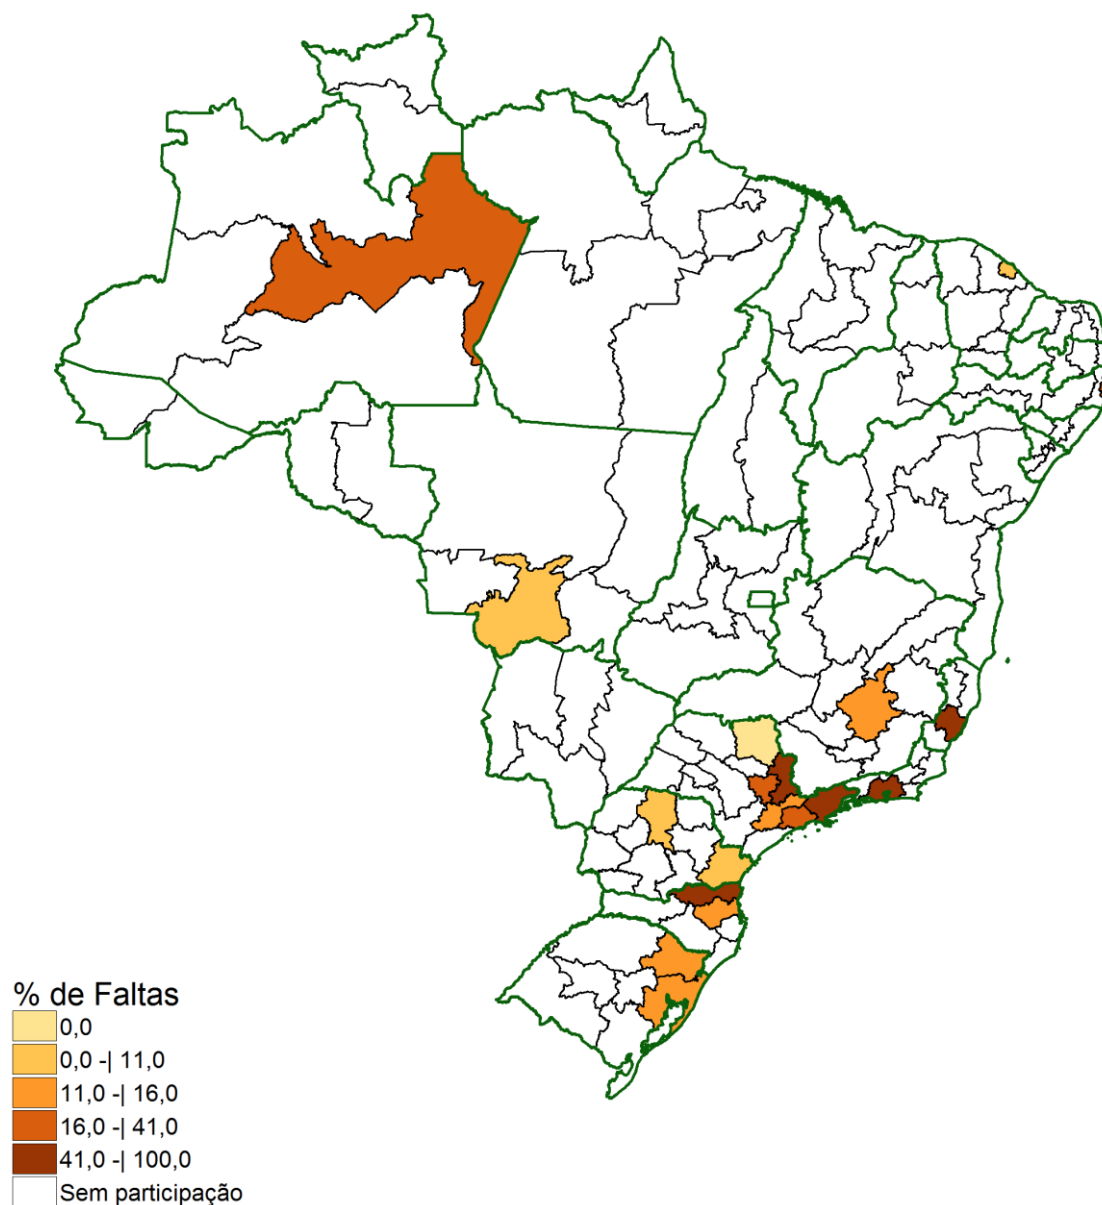 % de Faltas
0,0
0,0 -| 11,0
11,0 -| 16,0
16,0 -| 41,0
41,0 -| 100,0
Sem participação